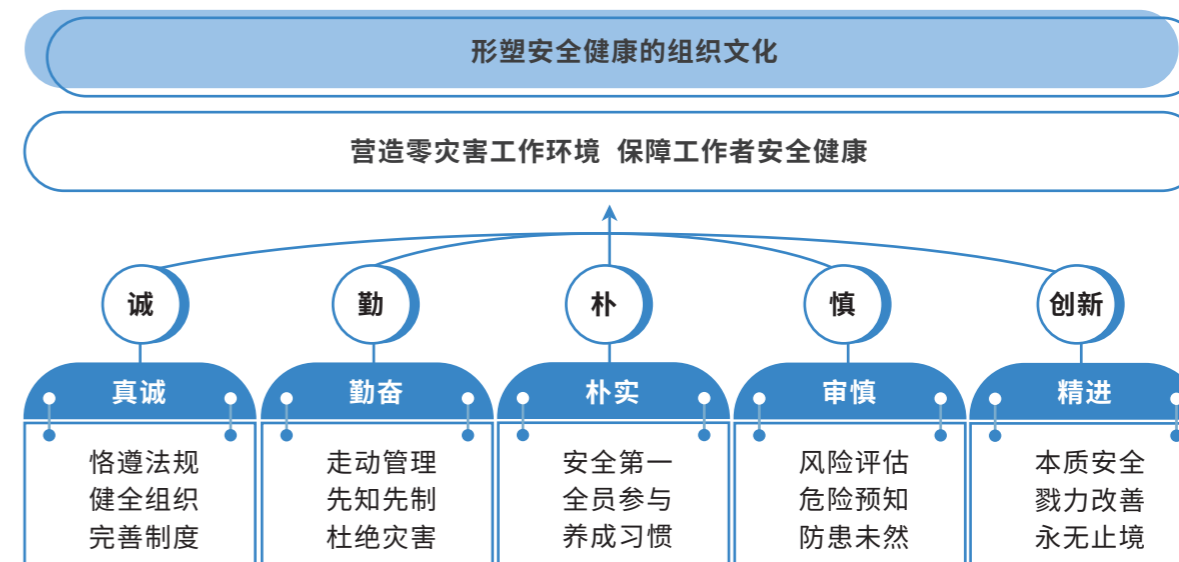 形塑安全健康的组织文化
营造零灾害工作环境 保障工作者安全健康
诚
勤
朴
慎
创新
真诚
勤奋
朴实
审慎
精进
恪遵法规
健全组织
完善制度
走动管理
先知先制
杜绝灾害
安全第一
全员参与
养成习惯
风险评估
危险预知
防患未然
本质安全
戮力改善
永无止境